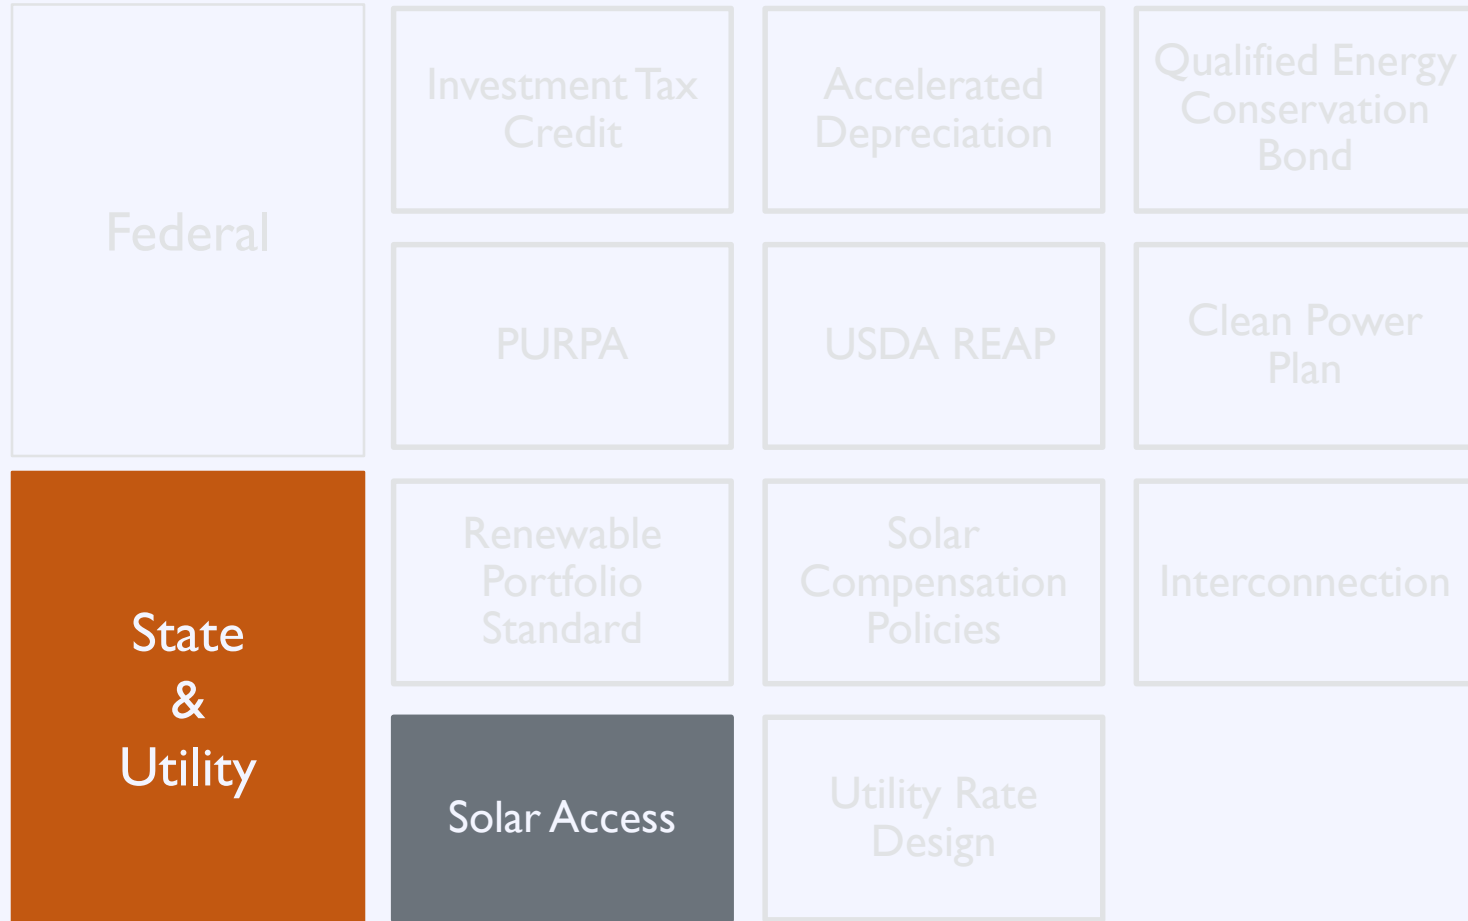 Federal
Investment Tax
Credit
Accelerated
Depreciation
Qualified Energy
Conservation
Bond
PURPA
USDA REAP
Clean Power
Plan
State
&
Utility
Renewable
Portfolio
Standard
Solar
Compensation
Policies
Interconnection
Solar Access
Utility Rate
Design